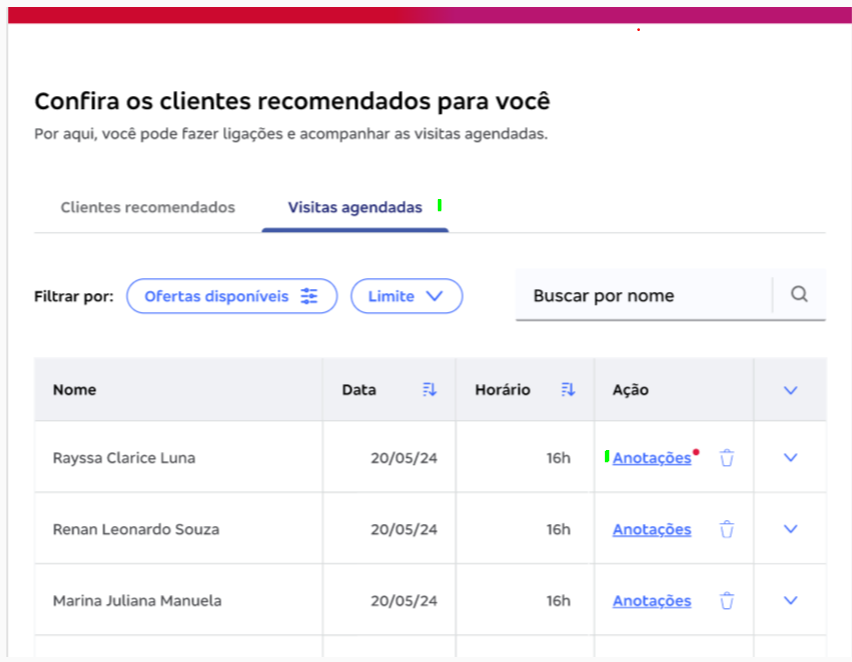 Confira os clientes recomendados para você
Por aqui, você pode fazer ligações e acompanhar as visitas agendadas.
Clientes recomendados Visitas agendadas
Filtrar por: Ofertas disponíveis Limite Buscar por nome
Nome Data Horário Ação
Rayssa Clarice Luna 20/05/24 16h Anotações
Renan Leonardo Souza 20/05/24 16h Anotações
Marina Juliana Manuela 20/05/24 16h Anotações